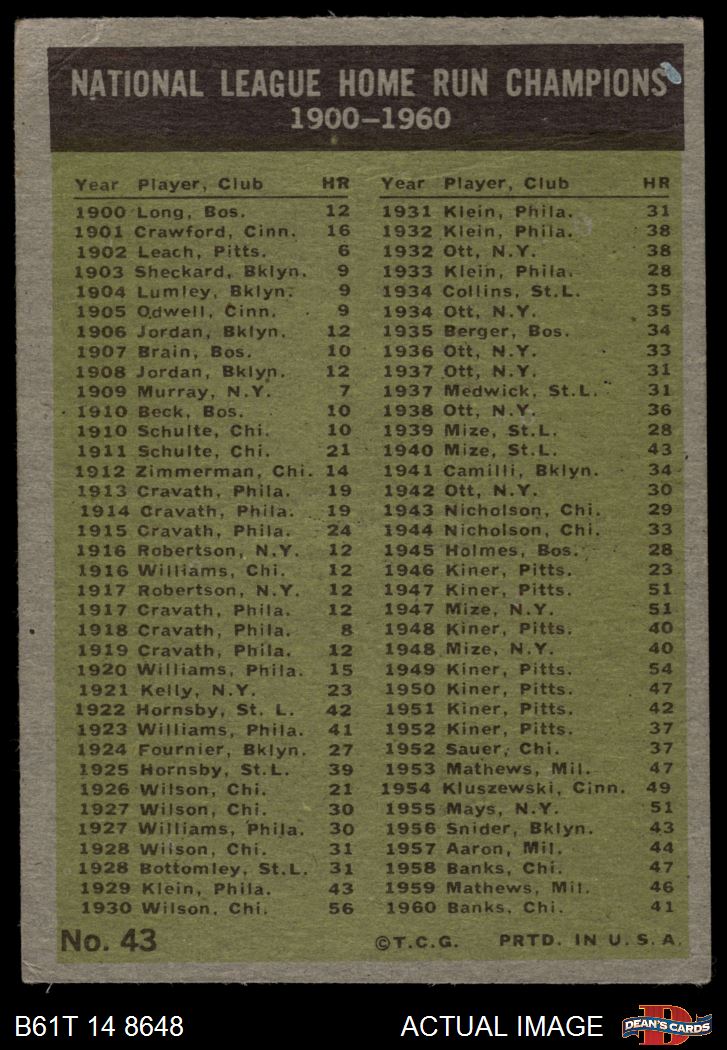 NATIONAL LEAGUE HOME RUN CHAMPIONS
1900–1960
Year Player, Club HR
1900 Long, Bos. 12
1901 Crawford, Cinn. 16
1902 Leach, Pitts. 6
1903 Sheckard, Bklyn. 9
1904 Lumley, Bklyn. 9
1905 Odwell, Cinn. 9
1906 Jordan, Bklyn. 12
1907 Brain, Bos. 10
1908 Jordan, Bklyn. 12
1909 Murray, N.Y. 7
1910 Beck, Bos. 10
1910 Schulte, Chi. 10
1911 Schulte, Chi. 21
1912 Zimmerman, Chi. 14
1913 Cravath, Phila. 19
1914 Cravath, Phila. 19
1915 Cravath, Phila. 24
1916 Robertson, N.Y. 12
1916 Williams, Chi. 12
1917 Robertson, N.Y. 12
1917 Cravath, Phila. 12
1918 Cravath, Phila. 8
1919 Cravath, Phila. 12
1920 Williams, Phila. 15
1921 Kelly, N.Y. 23
1922 Hornsby, St. L. 42
1923 Williams, Phila. 41
1924 Fournier, Bklyn. 27
1925 Hornsby, St.L. 39
1926 Wilson, Chi. 21
1927 Wilson, Chi. 30
1927 Williams, Phila. 30
1928 Wilson, Chi. 31
1928 Bottomley, St.L. 31
1929 Klein, Phila. 43
1930 Wilson, Chi. 56
Year Player, Club HR
1931 Klein, Phila. 31
1932 Klein, Phila. 38
1932 Ott, N.Y. 38
1933 Klein, Phila. 28
1934 Collins, St.L. 35
1934 Ott, N.Y. 35
1935 Berger, Bos. 34
1936 Ott, N.Y. 33
1937 Ott, N.Y. 31
1937 Medwick, St.L. 31
1938 Ott, N.Y. 36
1939 Mize, St.L. 28
1940 Mize, St.L. 43
1941 Camilli, Bklyn. 34
1942 Ott, N.Y. 30
1943 Nicholson, Chi. 29
1944 Nicholson, Chi. 33
1945 Holmes, Bos. 28
1946 Kiner, Pitts. 23
1947 Kiner, Pitts. 51
1947 Mize, N.Y. 51
1948 Kiner, Pitts. 40
1948 Mize, N.Y. 40
1949 Kiner, Pitts. 54
1950 Kiner, Pitts. 47
1951 Kiner, Pitts. 42
1952 Kiner, Pitts. 37
1952 Sauer, Chi. 37
1953 Mathews, Mil. 47
1954 Kluszewski, Cinn. 49
1955 Mays, N.Y. 51
1956 Snider, Bklyn. 43
1957 Aaron, Mil. 44
1958 Banks, Chi. 47
1959 Mathews, Mil. 46
1960 Banks, Chi. 41
No. 43
©T.C.G. PRTD. IN U.S.A.
B61T 14 8648
ACTUAL IMAGE
D
DEAN'S CARDS